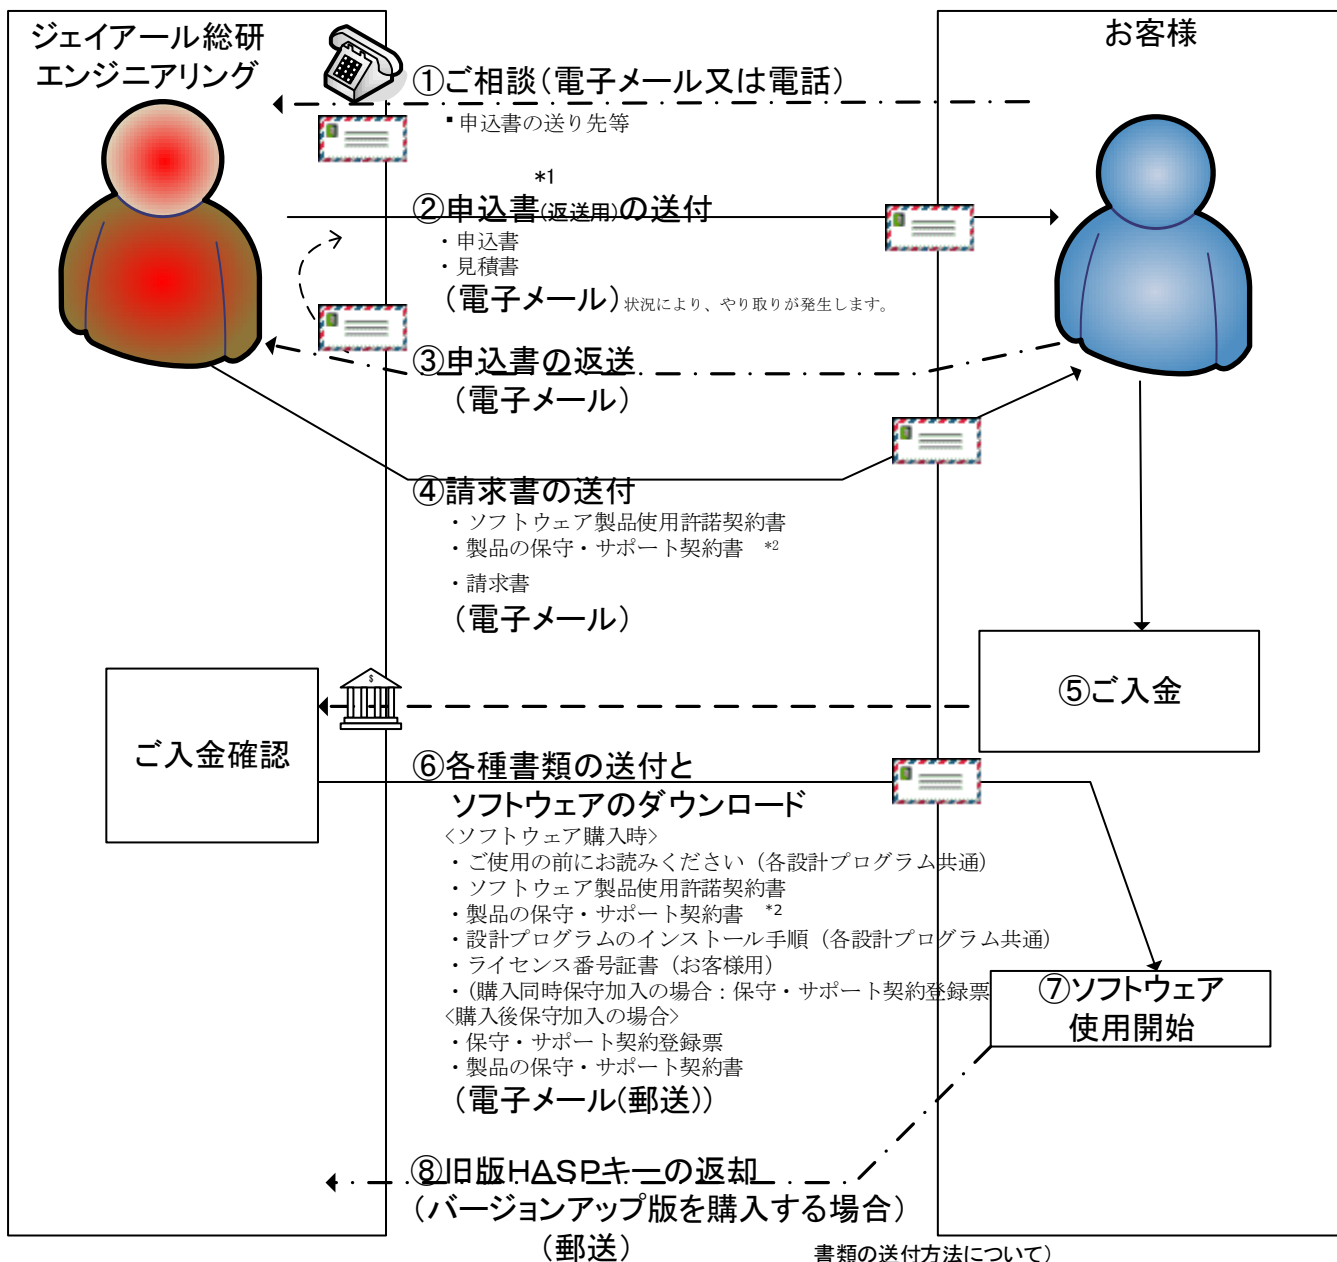 ジェイアール総研
エンジニアリング
お客様
①ご相談(電子メール又は電話)
▪申込書の送り先等
*1
②申込書(返送用)の送付
・申込書
・見積書
(電子メール)状況により、やり取りが発生します。
③申込書の返送
(電子メール)
④請求書の送付
・ソフトウェア製品使用許諾契約書
・製品の保守・サポート契約書 *2
・請求書
(電子メール)
⑤ご入金
$
ご入金確認
⑥各種書類の送付と
ソフトウェアのダウンロード
<ソフトウェア購入時>
・ご使用の前にお読みください(各設計プログラム共通)
・ソフトウェア製品使用許諾契約書
・製品の保守・サポート契約書 *2
・設計プログラムのインストール手順(各設計プログラム共通)
・ライセンス番号証書(お客様用)
・(購入同時保守加入の場合:保守・サポート契約登録票
<購入後保守加入の場合>
・保守・サポート契約登録票
・製品の保守・サポート契約書
(電子メール(郵送))
⑦ソフトウェア
使用開始
⑧旧版HASPキーの返却
(バージョンアップ版を購入する場合)
(郵送)
書類の送付方法について)